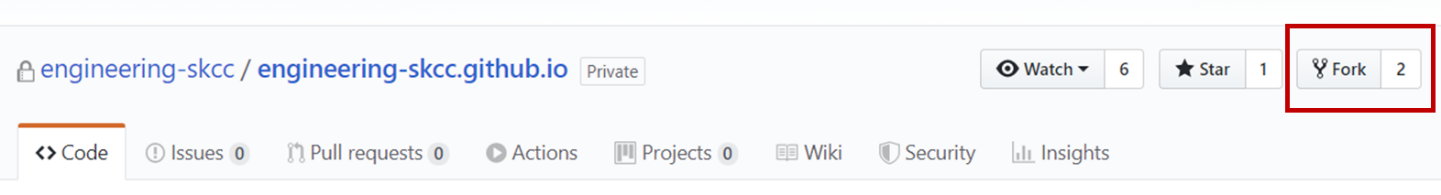 engineering-skcc / engineering-skcc.github.io Private Watch 6 Star 1 Fork 2
Code Issues 0 Pull requests 0 Actions Projects 0 Wiki Security Insights